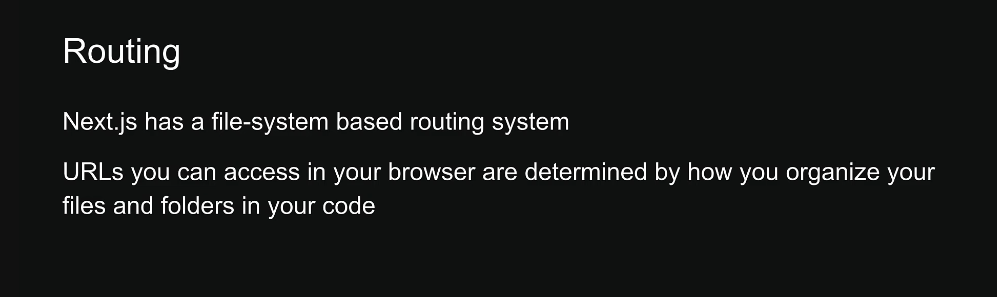 Routing
Next.js has a file-system based routing system
URLs you can access in your browser are determined by how you organize your
files and folders in your code